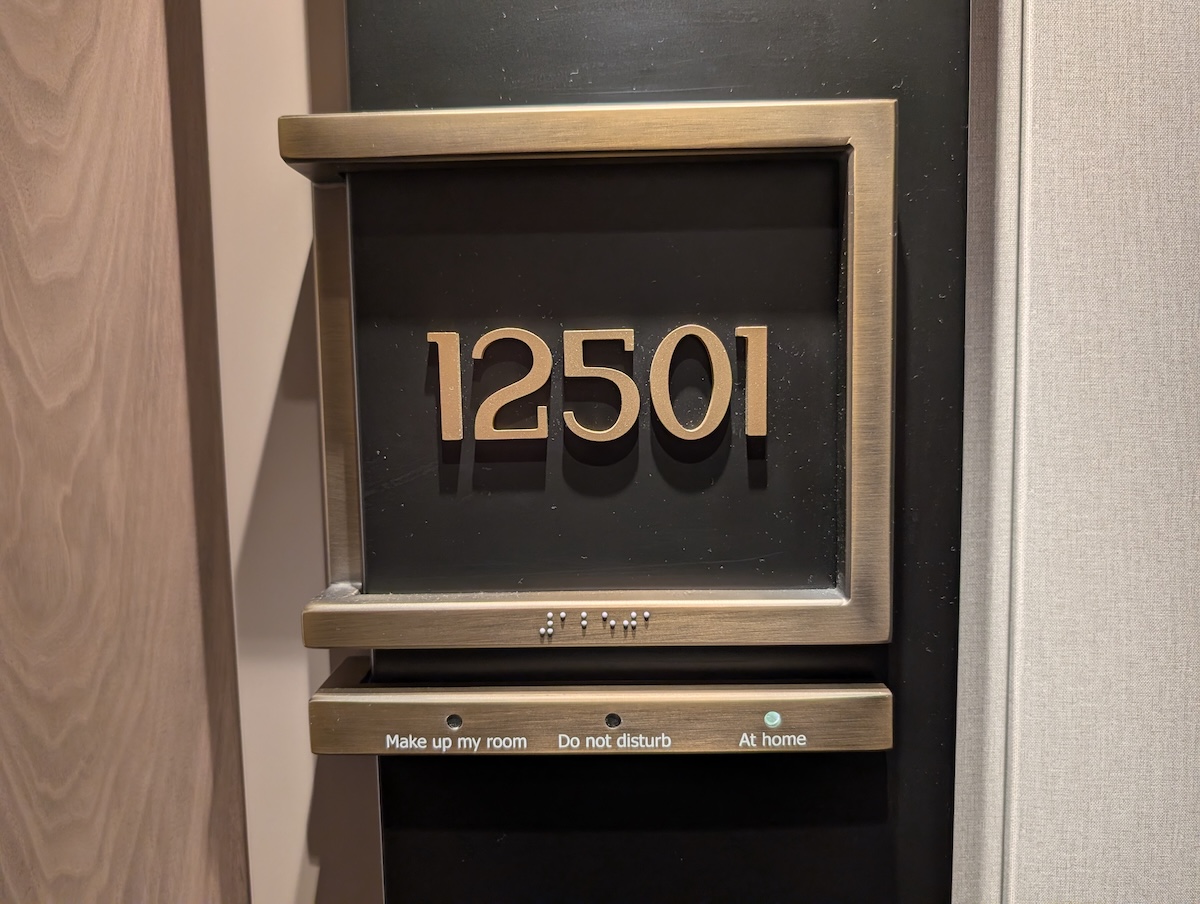 12501
⠼⠁⠃⠑⠚⠁
Make up my room Do not disturb At home